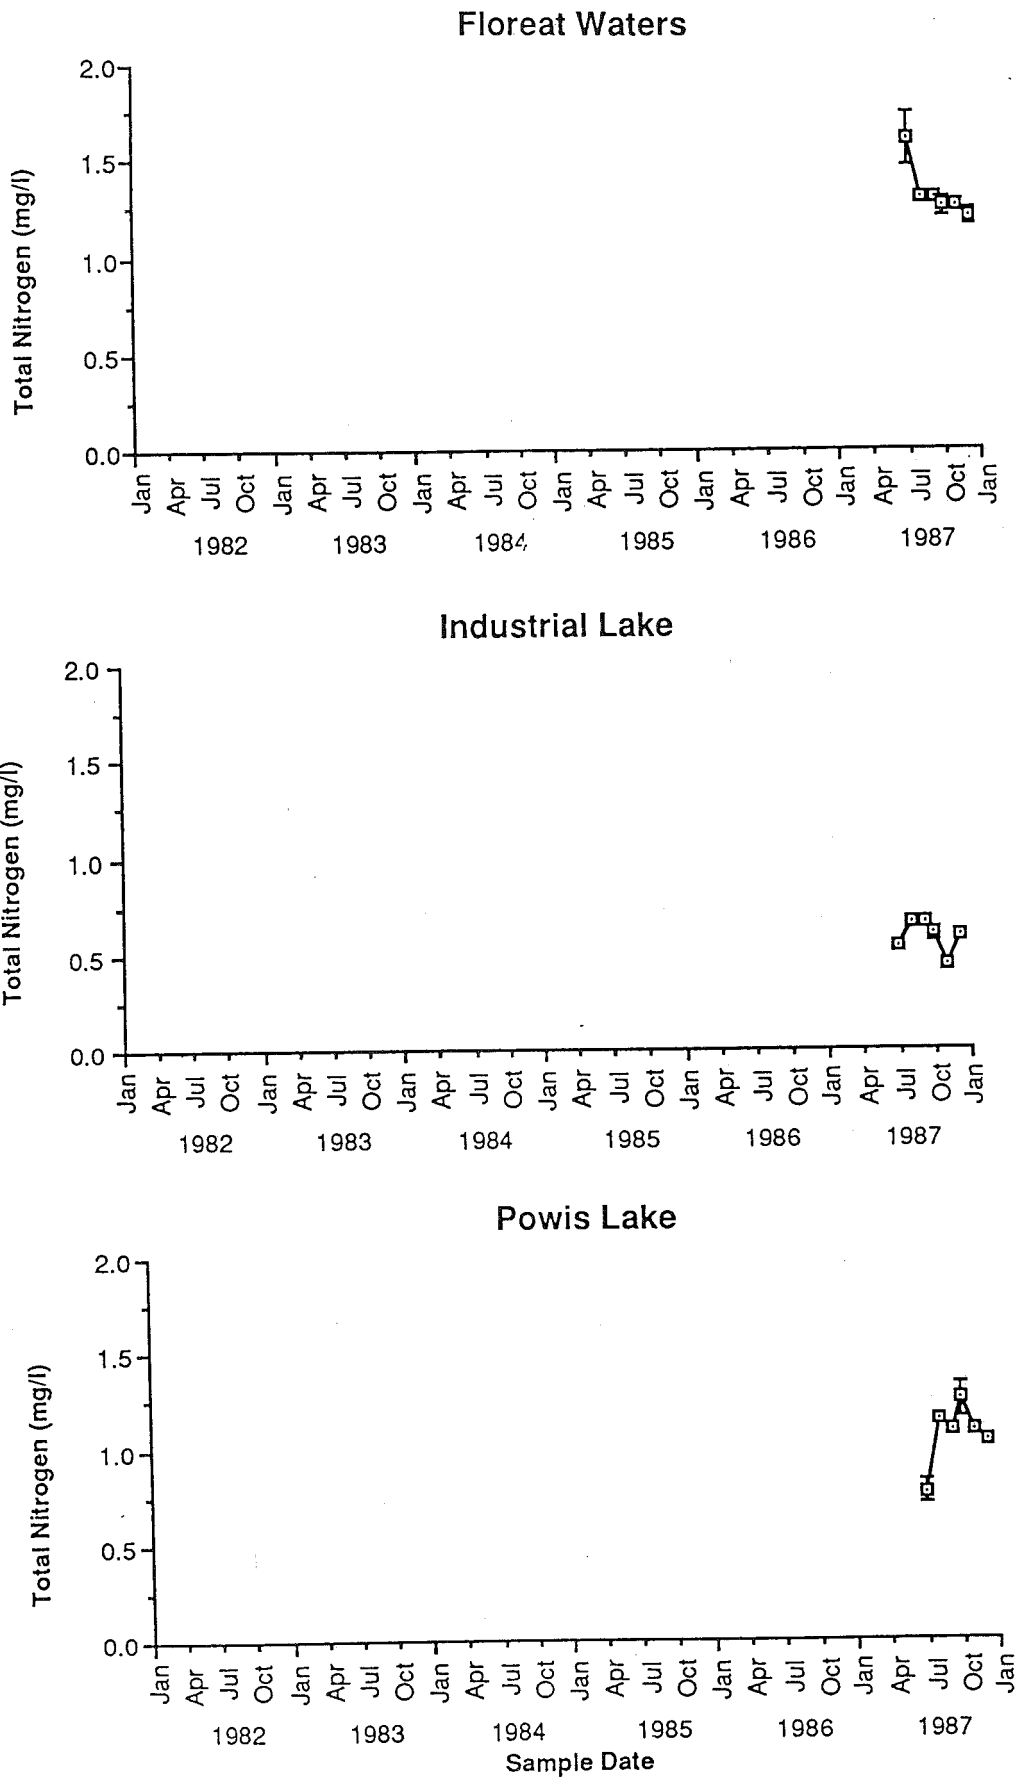 Floreat Waters
Total Nitrogen (mg/l)
2.0
1.5
1.0
0.5
0.0
Jan Apr Jul Oct Jan Apr Jul Oct Jan Apr Jul Oct Jan Apr Jul Oct Jan Apr Jul Oct Jan Apr Jul Oct Jan
1982 1983 1984 1985 1986 1987
Industrial Lake
Total Nitrogen (mg/l)
2.0
1.5
1.0
0.5
0.0
Jan Apr Jul Oct Jan Apr Jul Oct Jan Apr Jul Oct Jan Apr Jul Oct Jan Apr Jul Oct Jan Apr Jul Oct Jan
1982 1983 1984 1985 1986 1987
Powis Lake
Total Nitrogen (mg/l)
2.0
1.5
1.0
0.5
0.0
Jan Apr Jul Oct Jan Apr Jul Oct Jan Apr Jul Oct Jan Apr Jul Oct Jan Apr Jul Oct Jan Apr Jul Oct Jan
1982 1983 1984 1985 1986 1987
Sample Date